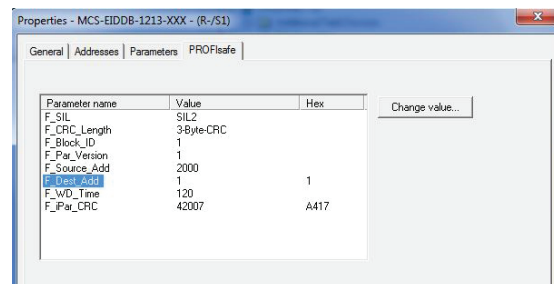 Properties - MCS-EIDDB-1213-XXX - (R-/S1)
General Addresses Parameters PROFIsafe
Parameter name Value Hex
F_SIL SIL2
F_CRC_Length 3-Byte-CRC
F_Block_ID 1
F_Par_Version 1
F_Source_Add 2000
F_Dest_Add 1 1
F_WD_Time 120
F_iPar_CRC 42007 A417
Change value...